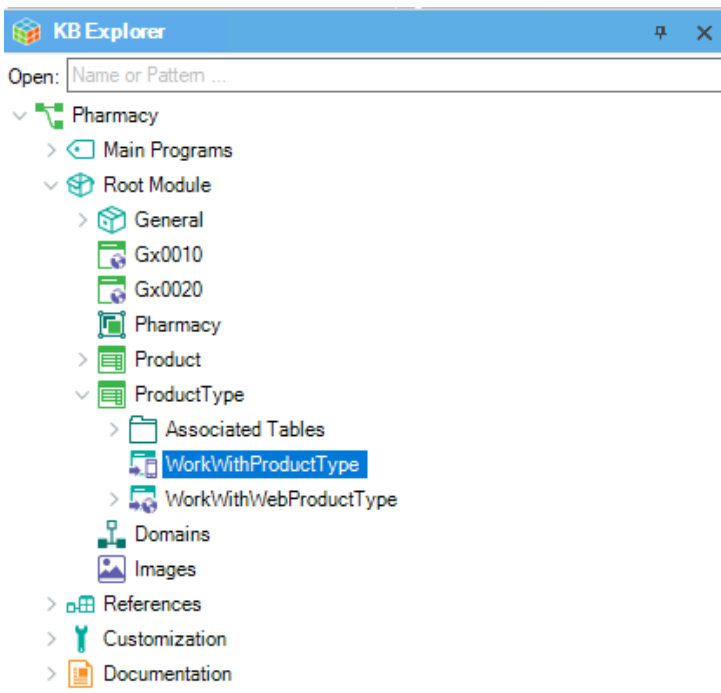 KB Explorer
Open: Name or Pattern ...
Pharmacy
Main Programs
Root Module
General
Gx0010
Gx0020
Pharmacy
Product
ProductType
Associated Tables
WorkWithProductType
WorkWithWebProductType
Domains
Images
References
Customization
Documentation